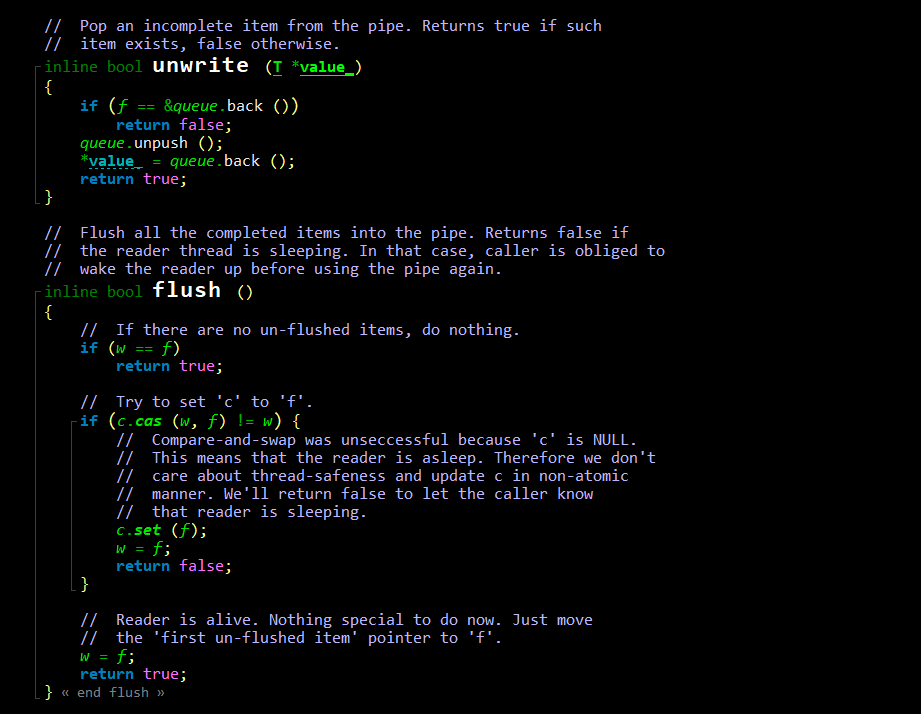 //  Pop an incomplete item from the pipe. Returns true if such
//  item exists, false otherwise.
inline bool unwrite (T *value_)
{
    if (f == &queue.back ())
        return false;
    queue.unpush ();
    *value_ = queue.back ();
    return true;
}

//  Flush all the completed items into the pipe. Returns false if
//  the reader thread is sleeping. In that case, caller is obliged to
//  wake the reader up before using the pipe again.
inline bool flush ()
{
    //  If there are no un-flushed items, do nothing.
    if (w == f)
        return true;

    //  Try to set 'c' to 'f'.
    if (c.cas (w, f) != w) {
        //  Compare-and-swap was unseccessful because 'c' is NULL.
        //  This means that the reader is asleep. Therefore we don't
        //  care about thread-safeness and update c in non-atomic
        //  manner. We'll return false to let the caller know
        //  that reader is sleeping.
        c.set (f);
        w = f;
        return false;
    }

    //  Reader is alive. Nothing special to do now. Just move
    //  the 'first un-flushed item' pointer to 'f'.
    w = f;
    return true;
} « end flush »